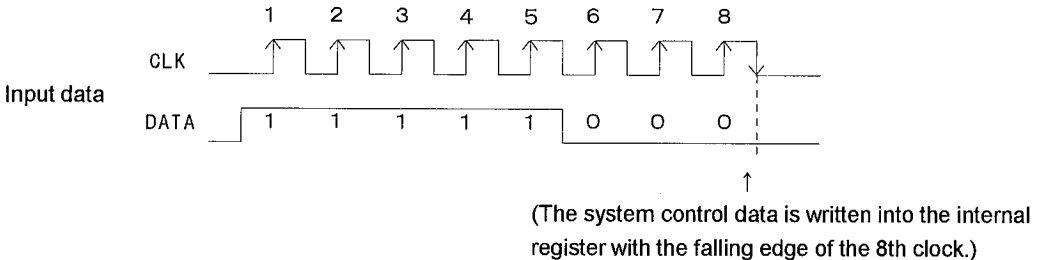 1 2 3 4 5 6 7 8
CLK
Input data
DATA 1 1 1 1 1 0 0 0
↑
(The system control data is written into the internal
register with the falling edge of the 8th clock.)